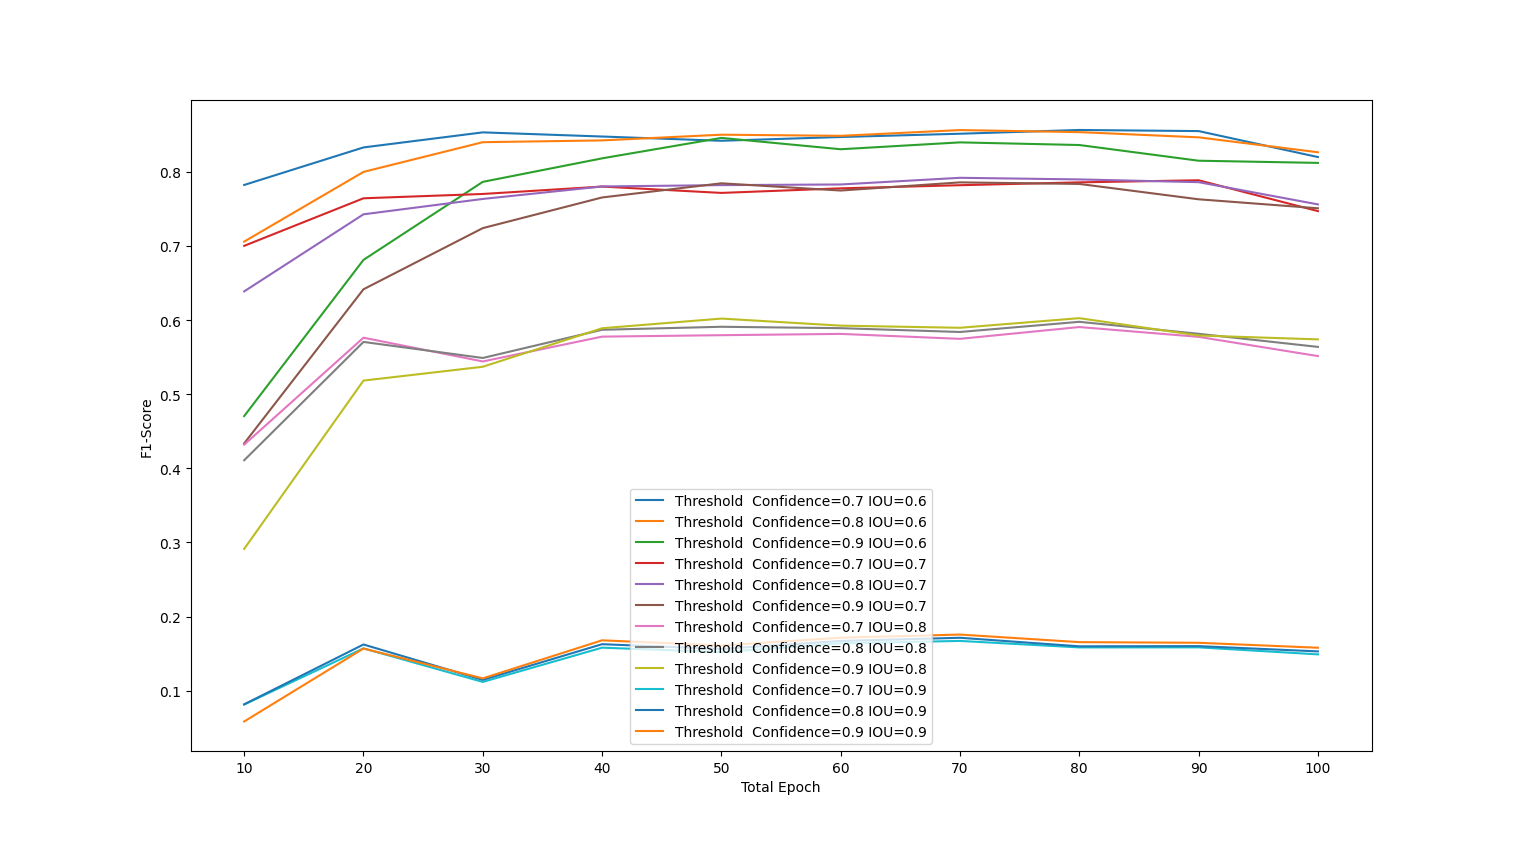 0.8
0.7
0.6
0.5
0.4
0.3
0.2
0.1
F1-Score
Threshold  Confidence=0.7 IOU=0.6
Threshold  Confidence=0.8 IOU=0.6
Threshold  Confidence=0.9 IOU=0.6
Threshold  Confidence=0.7 IOU=0.7
Threshold  Confidence=0.8 IOU=0.7
Threshold  Confidence=0.9 IOU=0.7
Threshold  Confidence=0.7 IOU=0.8
Threshold  Confidence=0.8 IOU=0.8
Threshold  Confidence=0.9 IOU=0.8
Threshold  Confidence=0.7 IOU=0.9
Threshold  Confidence=0.8 IOU=0.9
Threshold  Confidence=0.9 IOU=0.9
10 20 30 40 50 60 70 80 90 100
Total Epoch